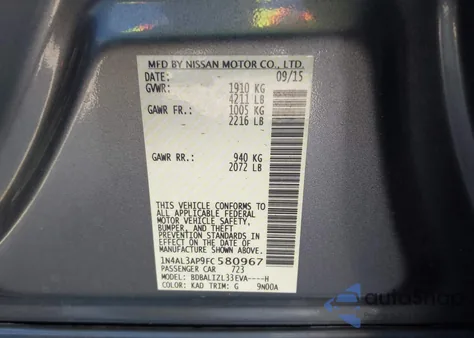 MFD BY NISSAN MOTOR CO., LTD.
DATE: 09/15
GVWR: 1910 KG
4211 LB
GAWR FR.: 1005 KG
2216 LB
GAWR RR.: 940 KG
2072 LB
THIS VEHICLE CONFORMS TO
ALL APPLICABLE FEDERAL
MOTOR VEHICLE SAFETY,
BUMPER, AND THEFT
PREVENTION STANDARDS IN
EFFECT ON THE DATE OF
MANUFACTURE SHOWN ABOVE.
1N4AL3AP9FC 580967
PASSENGER CAR 723
MODEL: BDBALIZL33EVA----H
COLOR: KAD TRIM: G 9N00A
AutoSnap